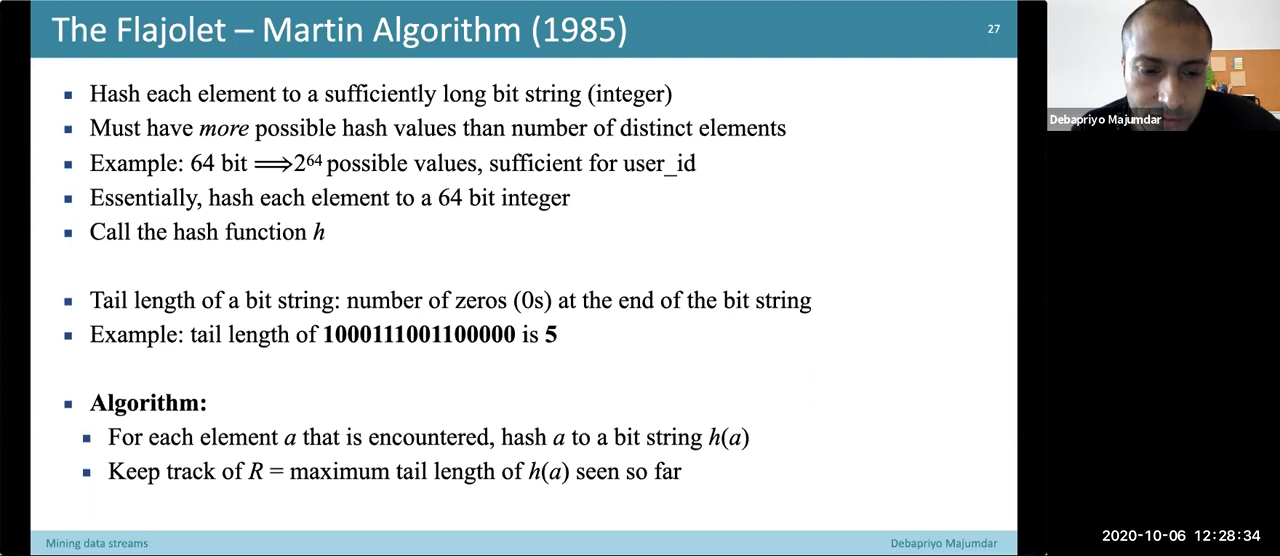 The Flajolet – Martin Algorithm (1985)
27
▪ Hash each element to a sufficiently long bit string (integer)
▪ Must have more possible hash values than number of distinct elements
▪ Example: 64 bit ⟹2⁶⁴ possible values, sufficient for user_id
▪ Essentially, hash each element to a 64 bit integer
▪ Call the hash function h
▪ Tail length of a bit string: number of zeros (0s) at the end of the bit string
▪ Example: tail length of 1000111001100000 is 5
▪ Algorithm:
▪ For each element a that is encountered, hash a to a bit string h(a)
▪ Keep track of R = maximum tail length of h(a) seen so far
Mining data streams
Debapriyo Majumdar
Debapriyo Majumdar
2020-10-06 12:28:34